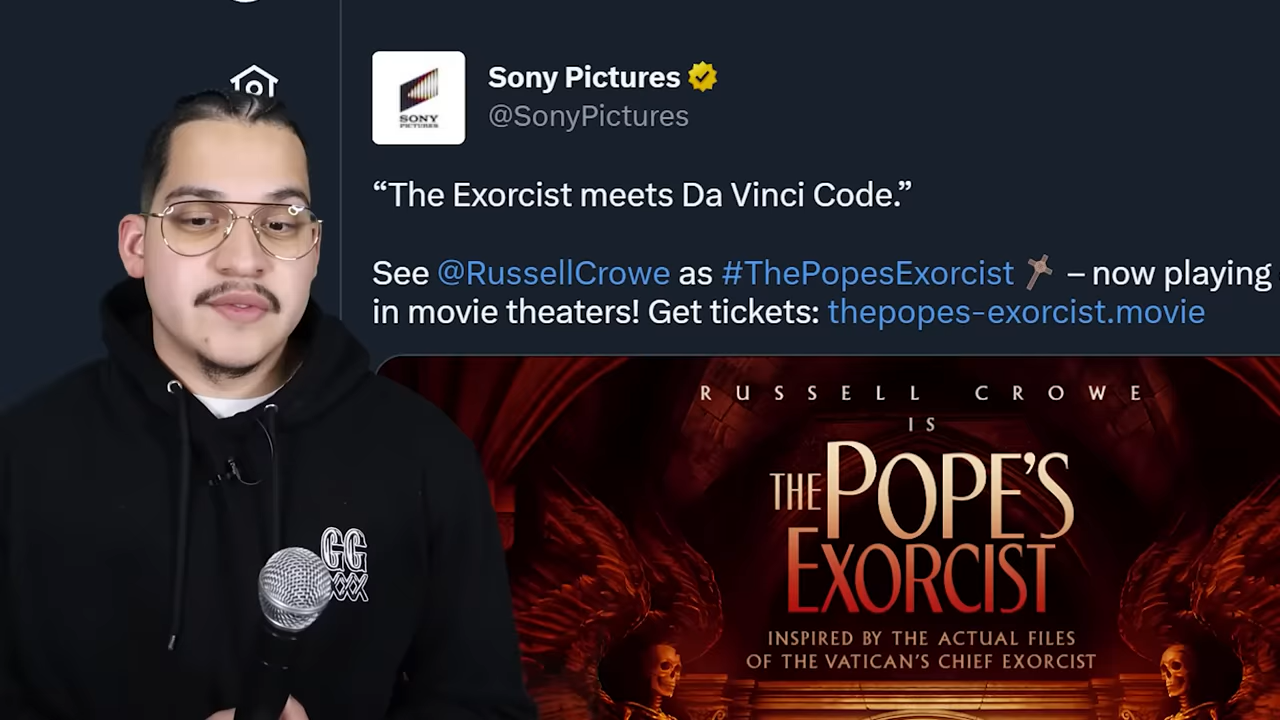 SONY
PICTURES
Sony Pictures
@SonyPictures
“The Exorcist meets Da Vinci Code.”
See @RussellCrowe as #ThePopesExorcist – now playing
in movie theaters! Get tickets: thepopes-exorcist.movie
RUSSELL CROWE
IS
THE POPE'S
EXORCIST
INSPIRED BY THE ACTUAL FILES
OF THE VATICAN'S CHIEF EXORCIST
GG
XXX